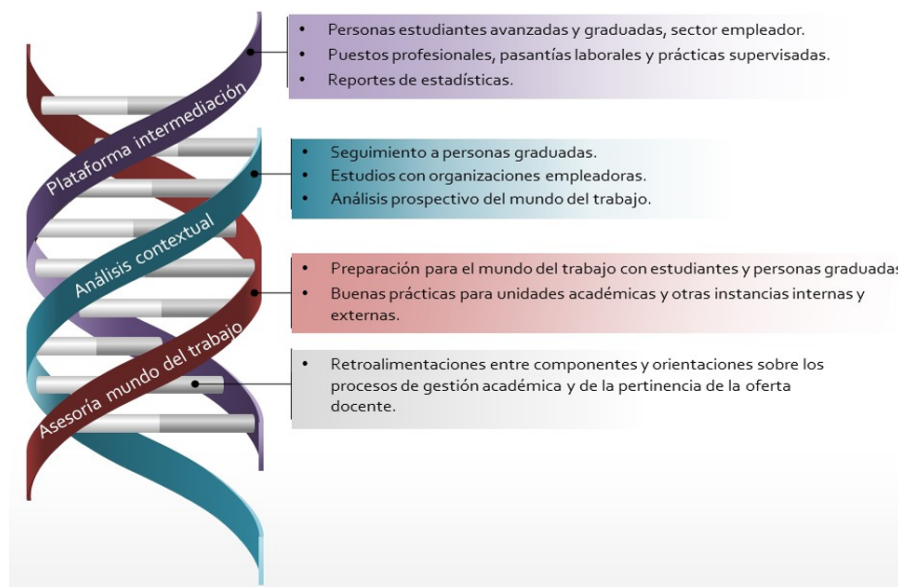 Plataforma intermediación
• Personas estudiantes avanzadas y graduadas, sector empleador.
• Puestos profesionales, pasantías laborales y prácticas supervisadas.
• Reportes de estadísticas.
Análisis contextual
• Seguimiento a personas graduadas.
• Estudios con organizaciones empleadoras.
• Análisis prospectivo del mundo del trabajo.
Asesoría mundo del trabajo
• Preparación para el mundo del trabajo con estudiantes y personas graduadas
• Buenas prácticas para unidades académicas y otras instancias internas y
externas.
• Retroalimentaciones entre componentes y orientaciones sobre los
procesos de gestión académica y de la pertinencia de la oferta
docente.